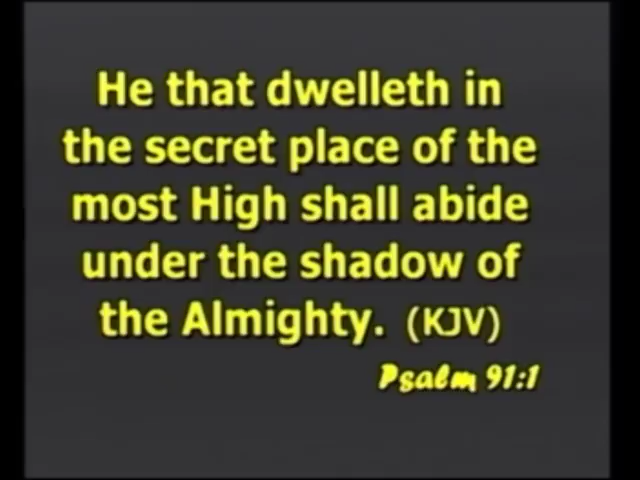 He that dwelleth in
the secret place of the
most High shall abide
under the shadow of
the Almighty. (KJV)
Psalm 91:1